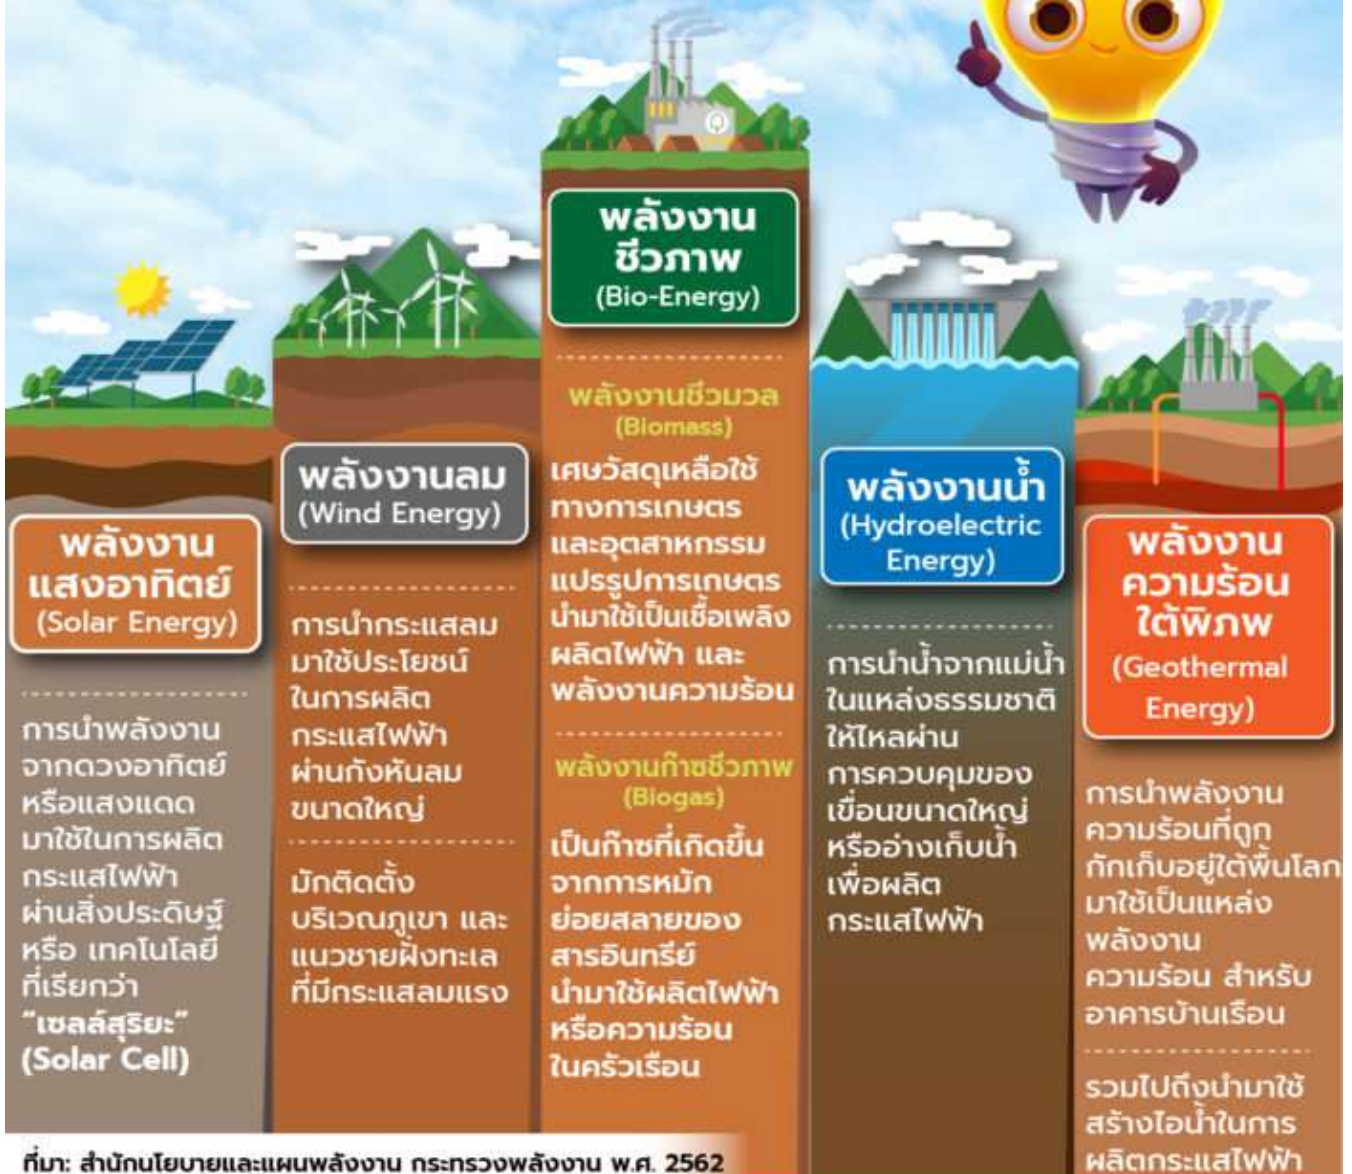 พลังงาน
แสงอาทิตย์
(Solar Energy)
การนำพลังงาน
จากดวงอาทิตย์
หรือแสงแดด
มาใช้ในการผลิต
กระแสไฟฟ้า
ผ่านสิ่งประดิษฐ์
หรือ เทคโนโลยี
ที่เรียกว่า
“เซลล์สุริยะ”
(Solar Cell)
พลังงานลม
(Wind Energy)
การนำกระแสลม
มาใช้ประโยชน์
ในการผลิต
กระแสไฟฟ้า
ผ่านกังหันลม
ขนาดใหญ่
มักติดตั้ง
บริเวณภูเขา และ
แนวชายฝั่งทะเล
ที่มีกระแสลมแรง
พลังงาน
ชีวภาพ
(Bio-Energy)
พลังงานชีวมวล
(Biomass)
เศษวัสดุเหลือใช้
ทางการเกษตร
และอุตสาหกรรม
แปรรูปการเกษตร
นำมาใช้เป็นเชื้อเพลิง
ผลิตไฟฟ้า และ
พลังงานความร้อน
พลังงานก๊าซชีวภาพ
(Biogas)
เป็นก๊าซที่เกิดขึ้น
จากการหมัก
ย่อยสลายของ
สารอินทรีย์
นำมาใช้ผลิตไฟฟ้า
หรือความร้อน
ในครัวเรือน
พลังงานน้ำ
(Hydroelectric
Energy)
การนำน้ำจากแม่น้ำ
ในแหล่งธรรมชาติ
ให้ไหลผ่าน
การควบคุมของ
เขื่อนขนาดใหญ่
หรืออ่างเก็บน้ำ
เพื่อผลิต
กระแสไฟฟ้า
พลังงาน
ความร้อน
ใต้พิภพ
(Geothermal
Energy)
การนำพลังงาน
ความร้อนที่ถูก
กักเก็บอยู่ใต้พื้นโลก
มาใช้เป็นแหล่ง
พลังงาน
ความร้อน สำหรับ
อาคารบ้านเรือน
รวมไปถึงนำมาใช้
สร้างไอน้ำในการ
ผลิตกระแสไฟฟ้า
ที่มา: สำนักนโยบายและแผนพลังงาน กระทรวงพลังงาน พ.ศ. 2562